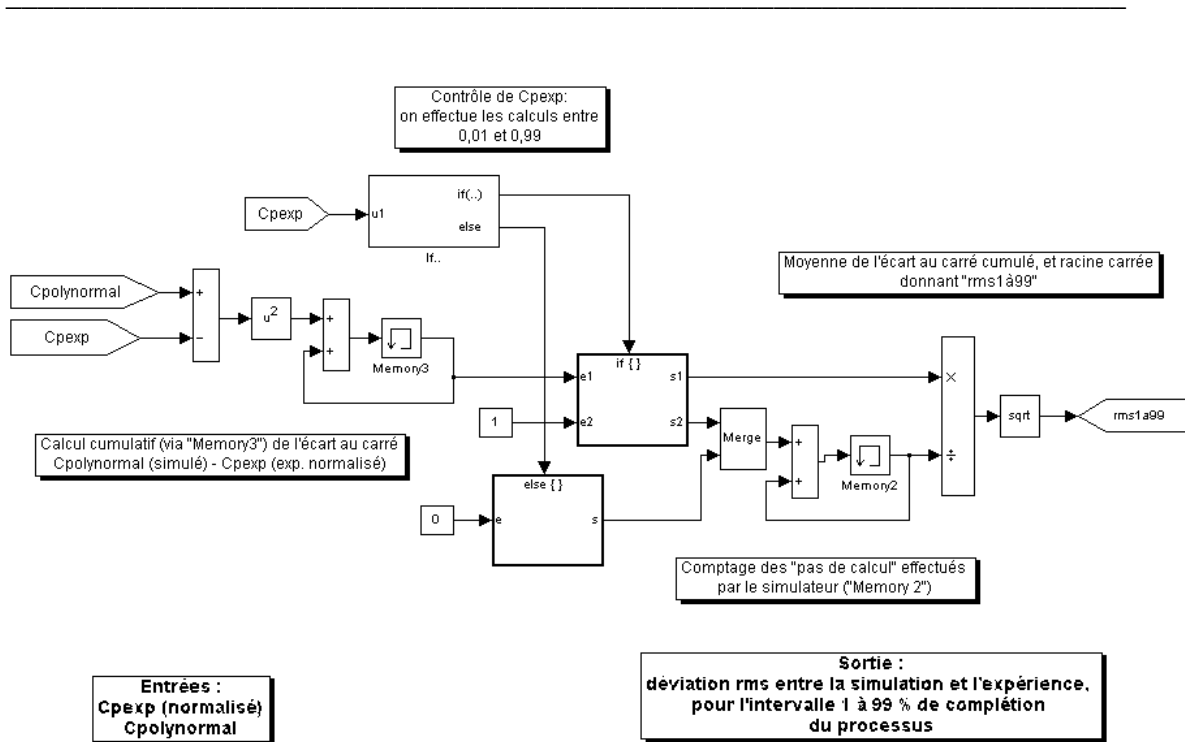 Contrôle de Cpexp:
on effectue les calculs entre
0,01 et 0,99
Cpexp
u1
if(..)
else
If..
Moyenne de l'écart au carré cumulé, et racine carrée
donnant "rms1à99"
Cpolynormal
Cpexp
+
−
u²
+
+
Memory3
if { }
e1
s1
e2
s2
1
Calcul cumulatif (via "Memory3") de l'écart au carré
Cpolynormal (simulé) - Cpexp (exp. normalisé)
else { }
e
s
0
Merge
+
+
Memory2
×
÷
sqrt
rms1a99
Comptage des "pas de calcul" effectués
par le simulateur ("Memory 2")
Entrées :
Cpexp (normalisé)
Cpolynormal
Sortie :
déviation rms entre la simulation et l'expérience,
pour l'intervalle 1 à 99 % de complétion
du processus